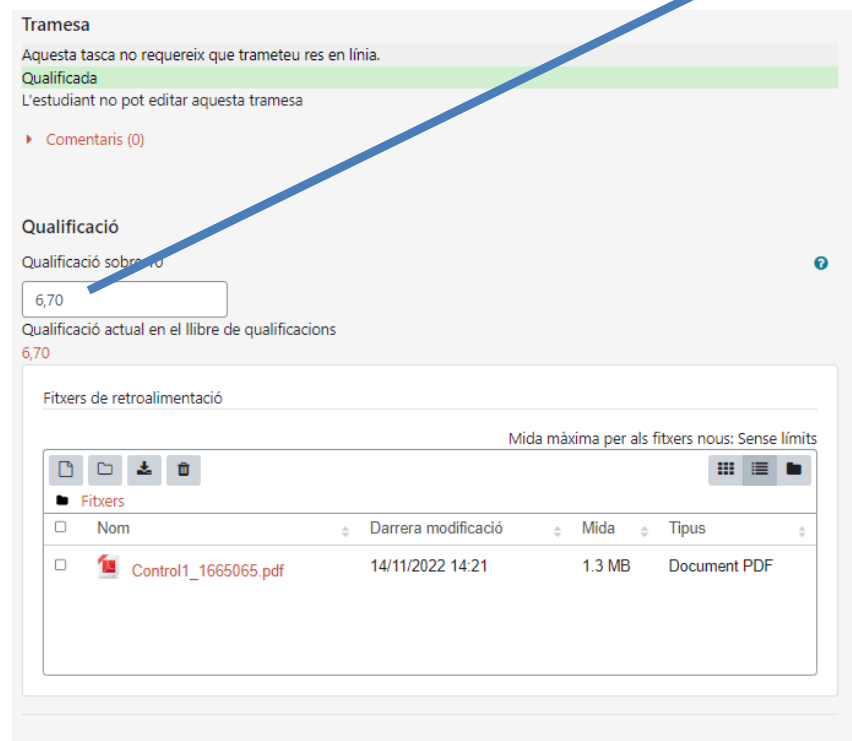 Tramesa
Aquesta tasca no requereix que trameteu res en línia.
Qualificada
L'estudiant no pot editar aquesta tramesa
Comentaris (0)
Qualificació
Qualificació sobre 10
6,70
Qualificació actual en el llibre de qualificacions
6,70
Fitxers de retroalimentació
Mida màxima per als fitxers nous: Sense límits
Fitxers
Nom Darrera modificació Mida Tipus
Control1_1665065.pdf 14/11/2022 14:21 1.3 MB Document PDF